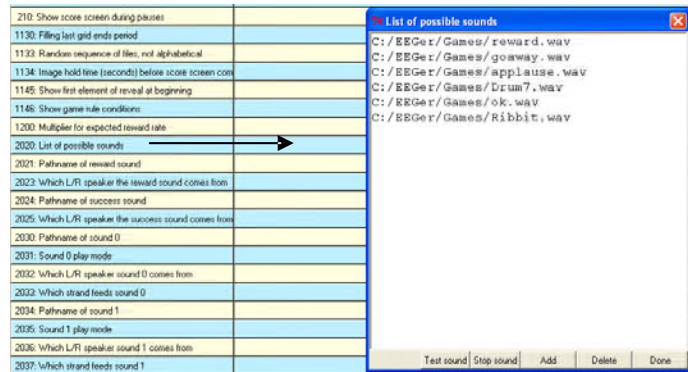 210: Show score screen during pauses
1130: Filling last grid ends period
1133: Random sequence of files, not alphabetical
1134: Image hold time (seconds) before score screen com
1145: Show first element of reveal at beginning
1146: Show game rule conditions
1200: Multiplier for expected reward rate
2020: List of possible sounds
2021: Pathname of reward sound
2023: Which L/R speaker the reward sound comes from
2024: Pathname of success sound
2025: Which L/R speaker the success sound comes from
2030: Pathname of sound 0
2031: Sound 0 play mode
2032: Which L/R speaker sound 0 comes from
2033: Which strand feeds sound 0
2034: Pathname of sound 1
2035: Sound 1 play mode
2036: Which L/R speaker sound 1 comes from
2037: Which strand feeds sound 1
List of possible sounds
C:/EEGer/Games/reward.wav
C:/EEGer/Games/goaway.wav
C:/EEGer/Games/applause.wav
C:/EEGer/Games/Drum7.wav
C:/EEGer/Games/ok.wav
C:/EEGer/Games/Ribbit.wav
Test sound Stop sound Add Delete Done